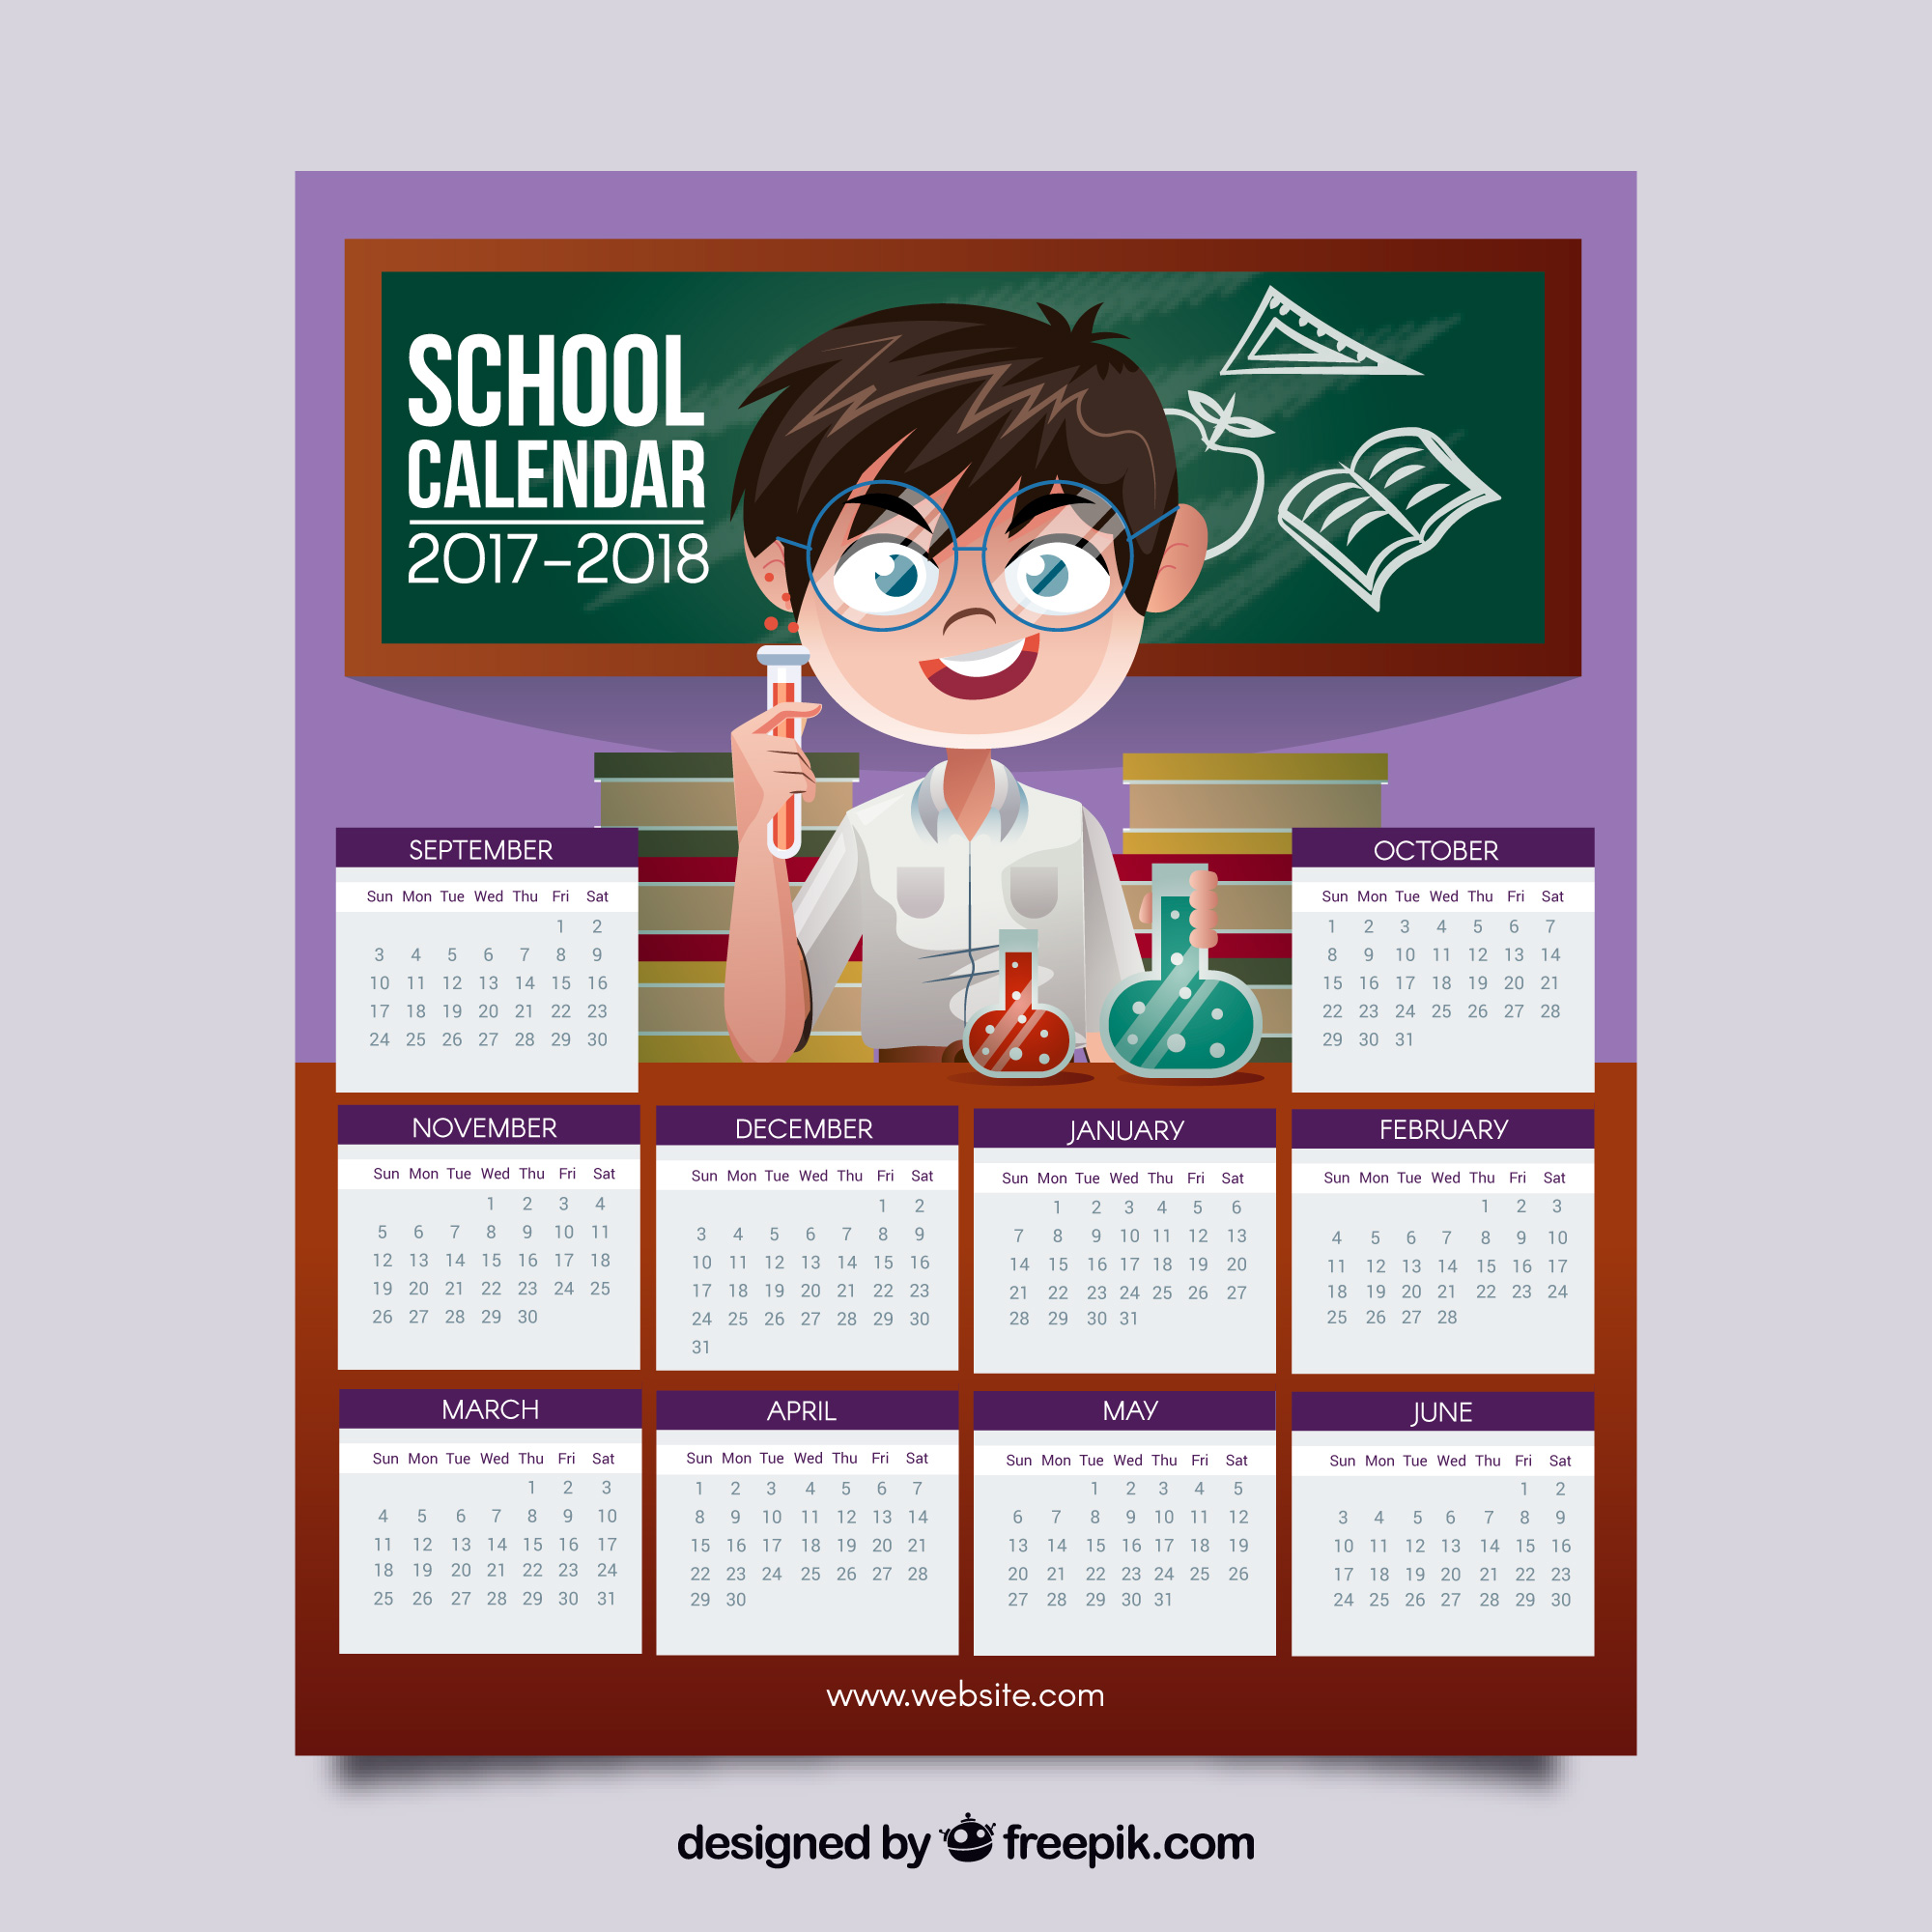 SCHOOL
CALENDAR
2017-2018
SEPTEMBER
Sun Mon Tue Wed Thu Fri Sat
1 2
3 4 5 6 7 8 9
10 11 12 13 14 15 16
17 18 19 20 21 22 23
24 25 26 27 28 29 30
OCTOBER
Sun Mon Tue Wed Thu Fri Sat
1 2 3 4 5 6 7
8 9 10 11 12 13 14
15 16 17 18 19 20 21
22 23 24 25 26 27 28
29 30 31
NOVEMBER
Sun Mon Tue Wed Thu Fri Sat
1 2 3 4
5 6 7 8 9 10 11
12 13 14 15 16 17 18
19 20 21 22 23 24 25
26 27 28 29 30
DECEMBER
Sun Mon Tue Wed Thu Fri Sat
1 2
3 4 5 6 7 8 9
10 11 12 13 14 15 16
17 18 19 20 21 22 23
24 25 26 27 28 29 30
31
JANUARY
Sun Mon Tue Wed Thu Fri Sat
1 2 3 4 5 6
7 8 9 10 11 12 13
14 15 16 17 18 19 20
21 22 23 24 25 26 27
28 29 30 31
FEBRUARY
Sun Mon Tue Wed Thu Fri Sat
1 2 3
4 5 6 7 8 9 10
11 12 13 14 15 16 17
18 19 20 21 22 23 24
25 26 27 28
MARCH
Sun Mon Tue Wed Thu Fri Sat
1 2 3
4 5 6 7 8 9 10
11 12 13 14 15 16 17
18 19 20 21 22 23 24
25 26 27 28 29 30 31
APRIL
Sun Mon Tue Wed Thu Fri Sat
1 2 3 4 5 6 7
8 9 10 11 12 13 14
15 16 17 18 19 20 21
22 23 24 25 26 27 28
29 30
MAY
Sun Mon Tue Wed Thu Fri Sat
1 2 3 4 5
6 7 8 9 10 11 12
13 14 15 16 17 18 19
20 21 22 23 24 25 26
27 28 29 30 31
JUNE
Sun Mon Tue Wed Thu Fri Sat
1 2
3 4 5 6 7 8 9
10 11 12 13 14 15 16
17 18 19 20 21 22 23
24 25 26 27 28 29 30
www.website.com
designed by freepik.com